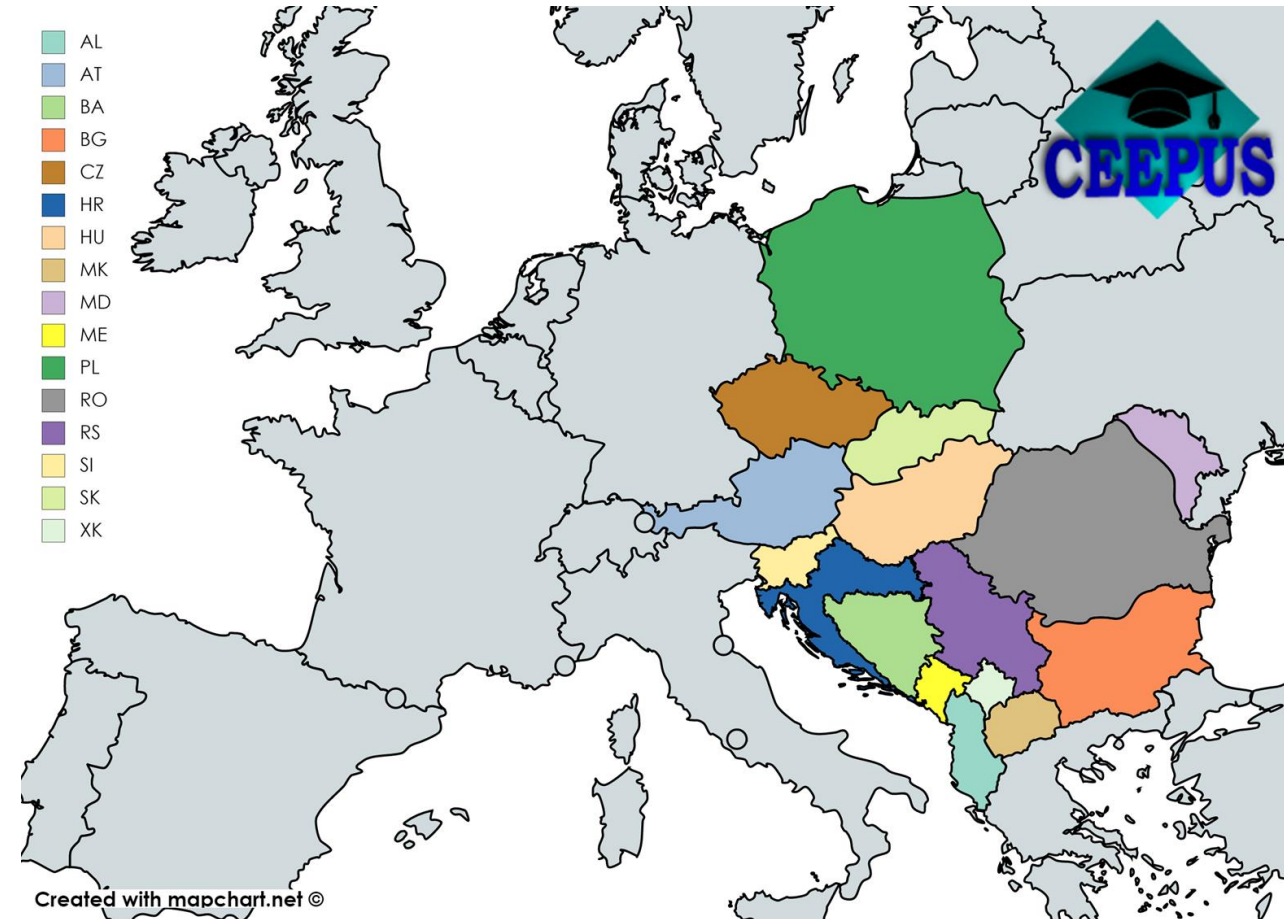 AL
AT
BA
BG
CZ
HR
HU
MK
MD
ME
PL
RO
RS
SI
SK
XK
CEEPUS
Created with mapchart.net ©